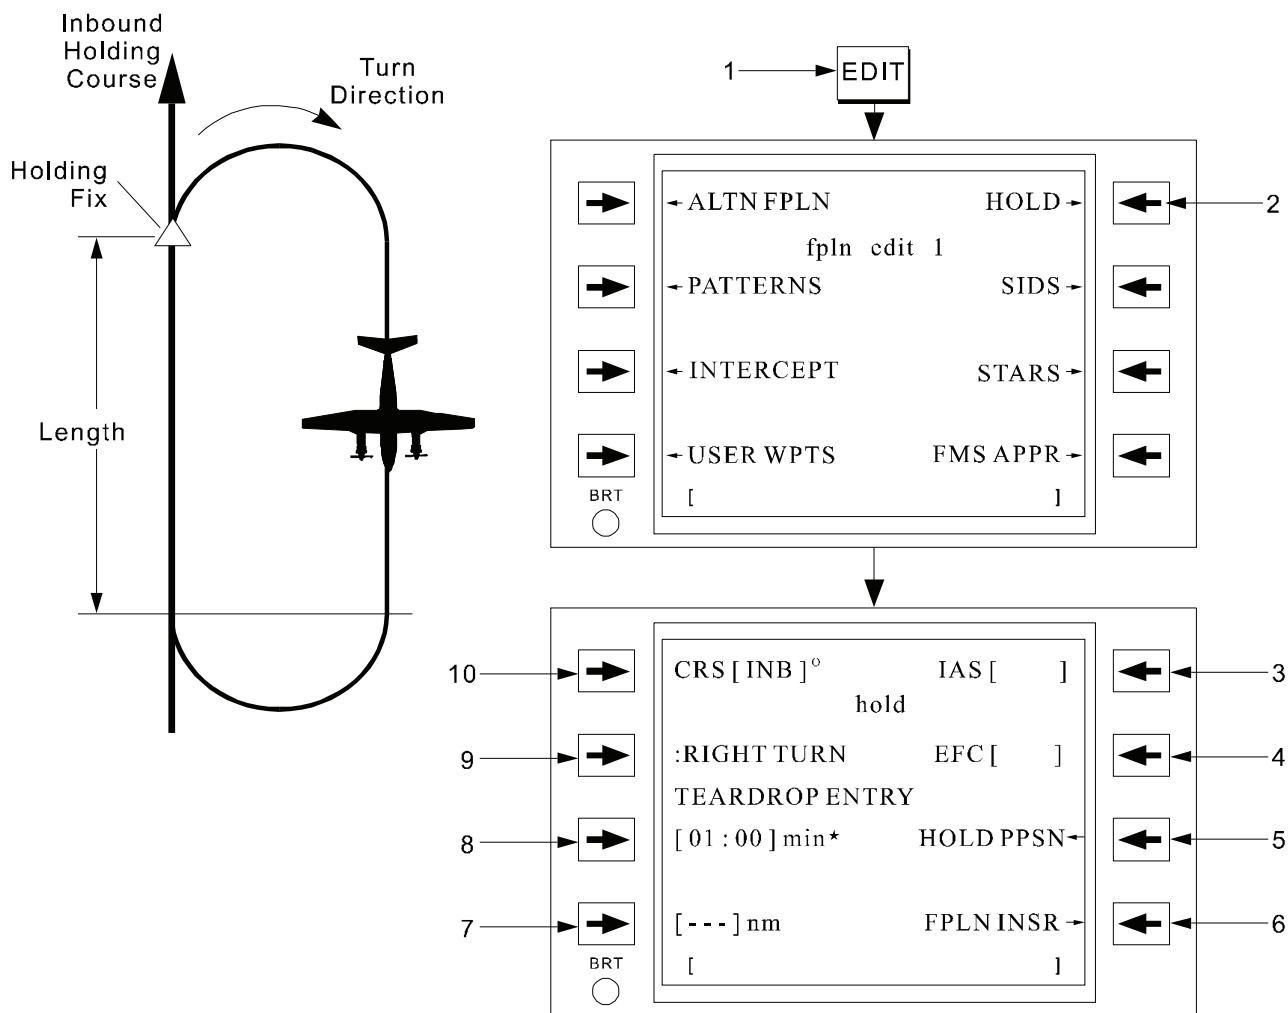 Inbound
Holding
Course
Turn
Direction
Holding
Fix
Length
1
EDIT
←ALTN FPLN HOLD→
2
fpln edit 1
←PATTERNS SIDS→
←INTERCEPT STARS→
←USER WPTS FMS APPR→
BRT
[ ]
10
CRS [ INB ]° IAS [ ]
3
hold
9
:RIGHT TURN EFC [ ]
4
TEARDROP ENTRY
8
[ 01 : 00 ] min★ HOLD PPSN←
5
7
[ - - - ] nm FPLN INSR→
6
BRT
[ ]